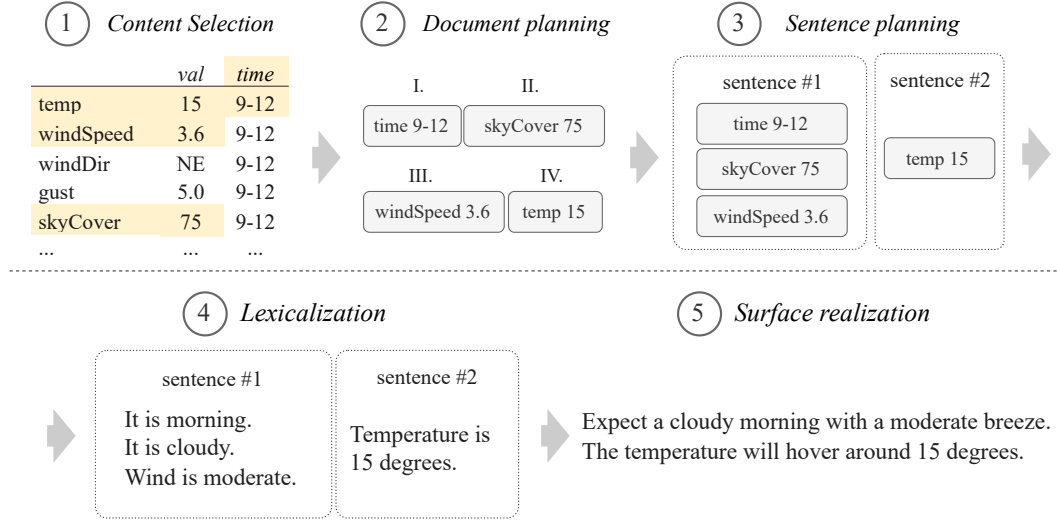 1 Content Selection
val time
temp 15 9-12
windSpeed 3.6 9-12
windDir NE 9-12
gust 5.0 9-12
skyCover 75 9-12
... ... ...
2 Document planning
I. II.
time 9-12 skyCover 75
III. IV.
windSpeed 3.6 temp 15
3 Sentence planning
sentence #1
time 9-12
skyCover 75
windSpeed 3.6
sentence #2
temp 15
4 Lexicalization
sentence #1
It is morning.
It is cloudy.
Wind is moderate.
sentence #2
Temperature is
15 degrees.
5 Surface realization
Expect a cloudy morning with a moderate breeze.
The temperature will hover around 15 degrees.